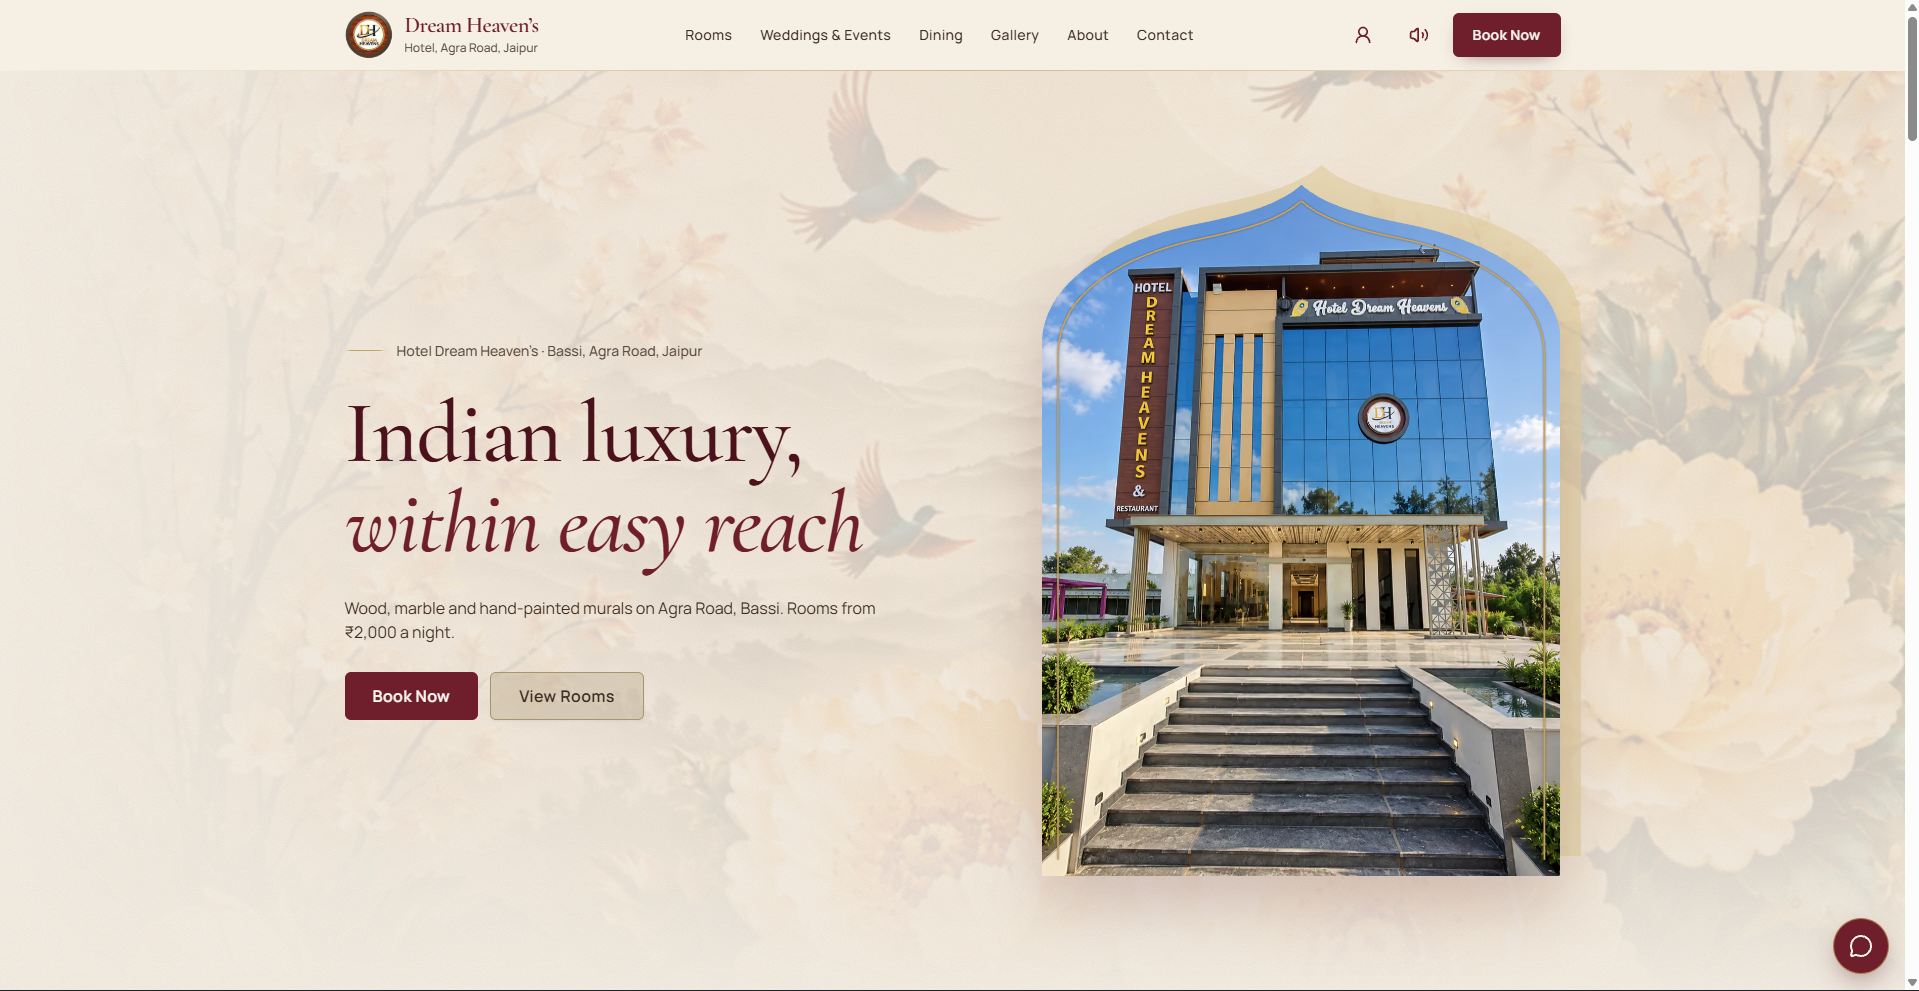 Dream Heaven's
Hotel, Agra Road, Jaipur
Rooms
Weddings & Events
Dining
Gallery
About
Contact
Book Now
Hotel Dream Heaven's · Bassi, Agra Road, Jaipur
Indian luxury,
within easy reach
Wood, marble and hand-painted murals on Agra Road, Bassi. Rooms from
₹2,000 a night.
Book Now
View Rooms
HOTEL
DREAM HEAVENS
&
RESTAURANT
Hotel Dream Heavens
DH
HEAVENS